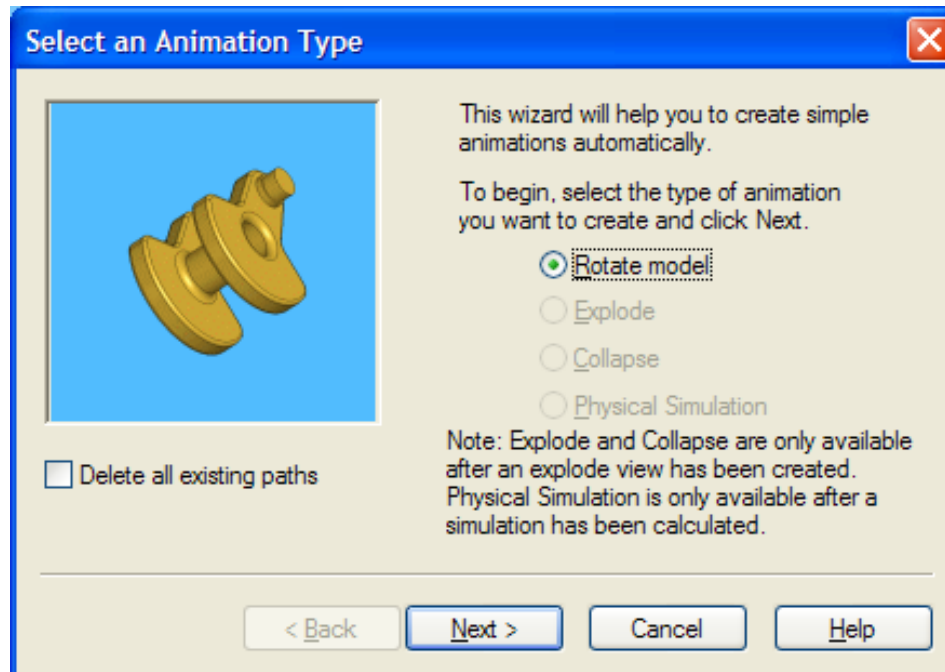 Select an Animation Type
This wizard will help you to create simple
animations automatically.
To begin, select the type of animation
you want to create and click Next.
Rotate model
Explode
Collapse
Physical Simulation
Note: Explode and Collapse are only available
after an explode view has been created.
Physical Simulation is only available after a
simulation has been calculated.
Delete all existing paths
< Back
Next >
Cancel
Help